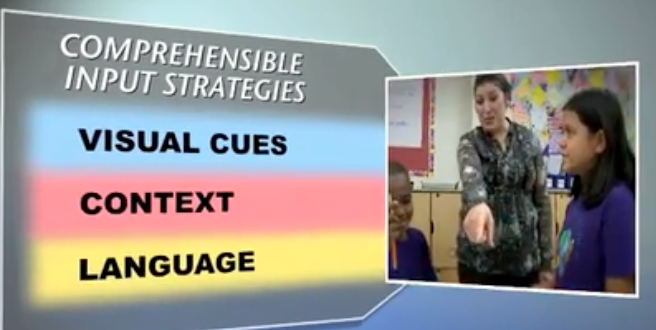 COMPREHENSIBLE
INPUT STRATEGIES
VISUAL CUES
CONTEXT
LANGUAGE